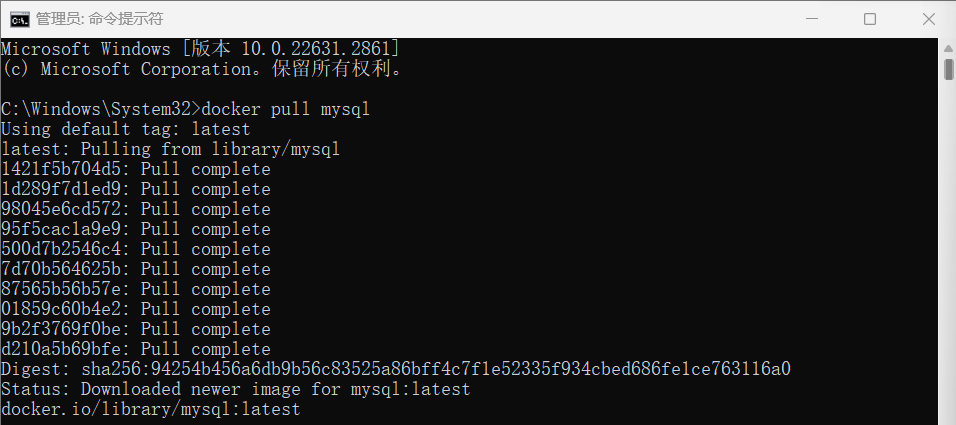 管理员: 命令提示符
Microsoft Windows [版本 10.0.22631.2861]
(c) Microsoft Corporation。保留所有权利。
C:\Windows\System32>docker pull mysql
Using default tag: latest
latest: Pulling from library/mysql
1421f5b704d5: Pull complete
1d289f7d1ed9: Pull complete
98045e6cd572: Pull complete
95f5cac1a9e9: Pull complete
500d7b2546c4: Pull complete
7d70b564625b: Pull complete
87565b56b57e: Pull complete
01859c60b4e2: Pull complete
9b2f3769f0be: Pull complete
d210a5b69bfe: Pull complete
Digest: sha256:94254b456a6db9b56c83525a86bff4c7f1e52335f934cbed686fe1ce763116a0
Status: Downloaded newer image for mysql:latest
docker.io/library/mysql:latest